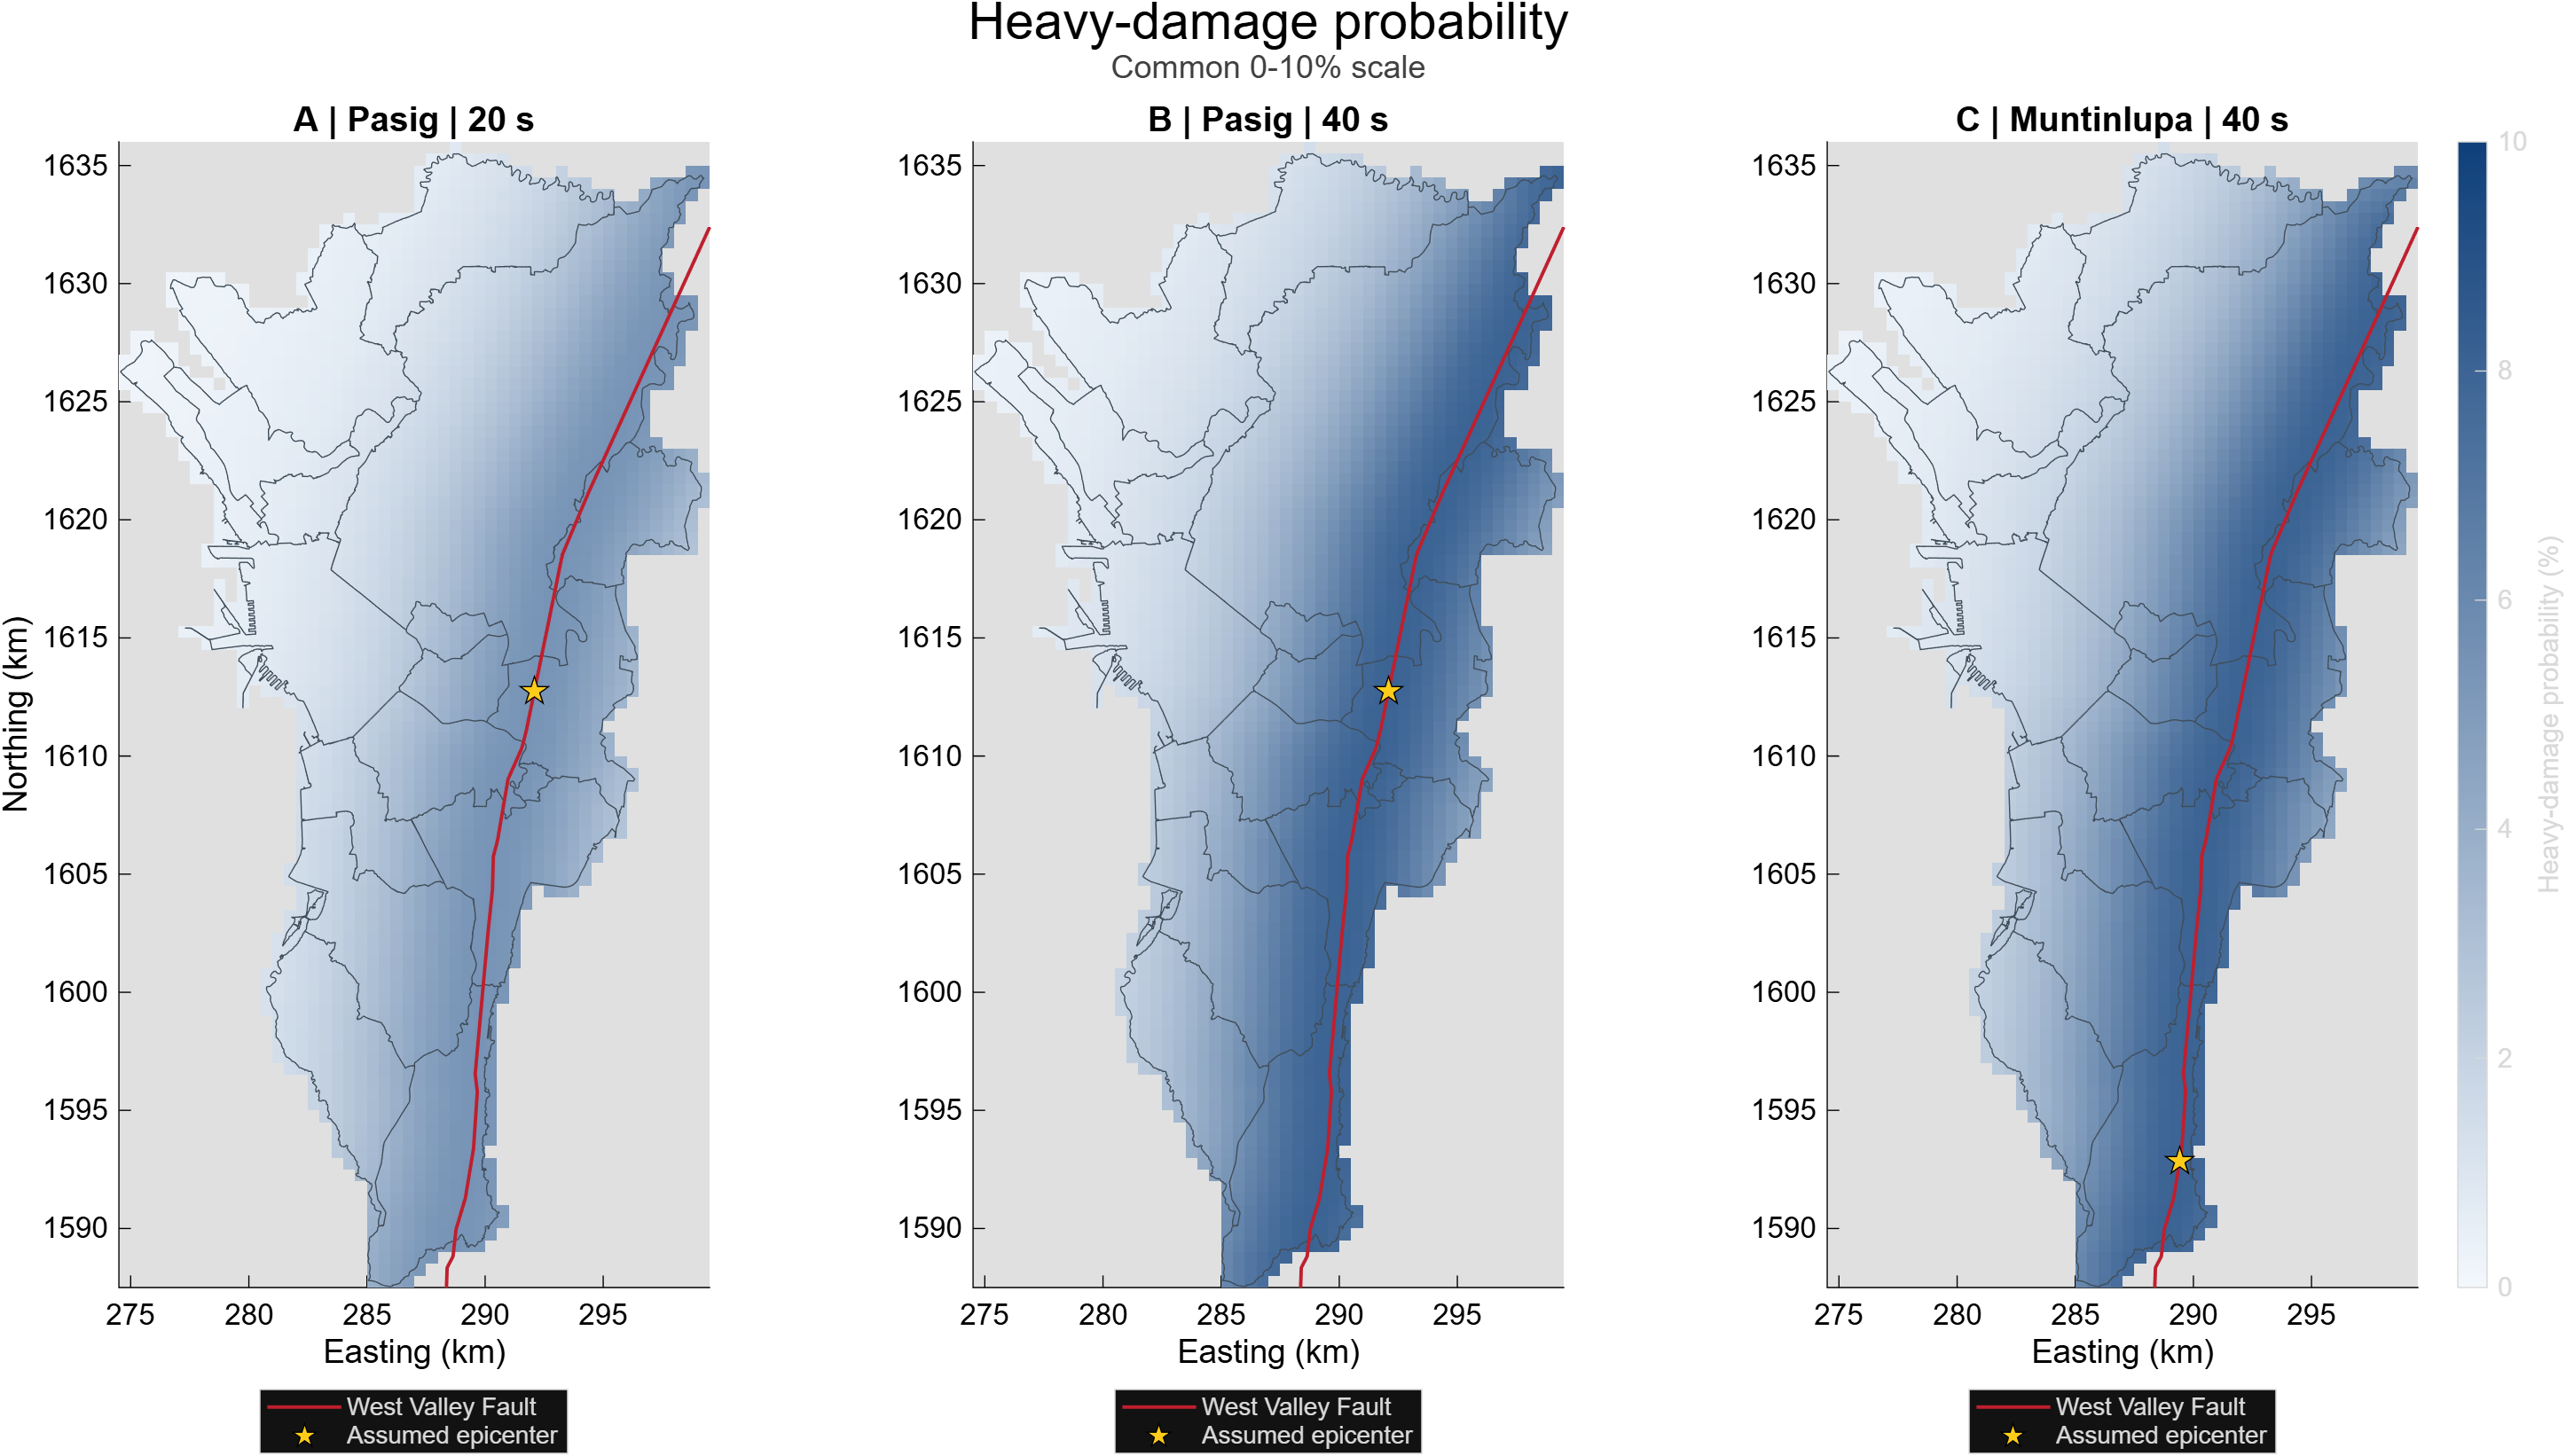 Heavy-damage probability
Common 0-10% scale
A | Pasig | 20 s
B | Pasig | 40 s
C | Muntinlupa | 40 s
Northing (km)
1635
1630
1625
1620
1615
1610
1605
1600
1595
1590
275 280 285 290 295
Easting (km)
West Valley Fault
Assumed epicenter
1635
1630
1625
1620
1615
1610
1605
1600
1595
1590
275 280 285 290 295
Easting (km)
West Valley Fault
Assumed epicenter
1635
1630
1625
1620
1615
1610
1605
1600
1595
1590
275 280 285 290 295
Easting (km)
West Valley Fault
Assumed epicenter
10
8
6
4
2
0
Heavy-damage probability (%)